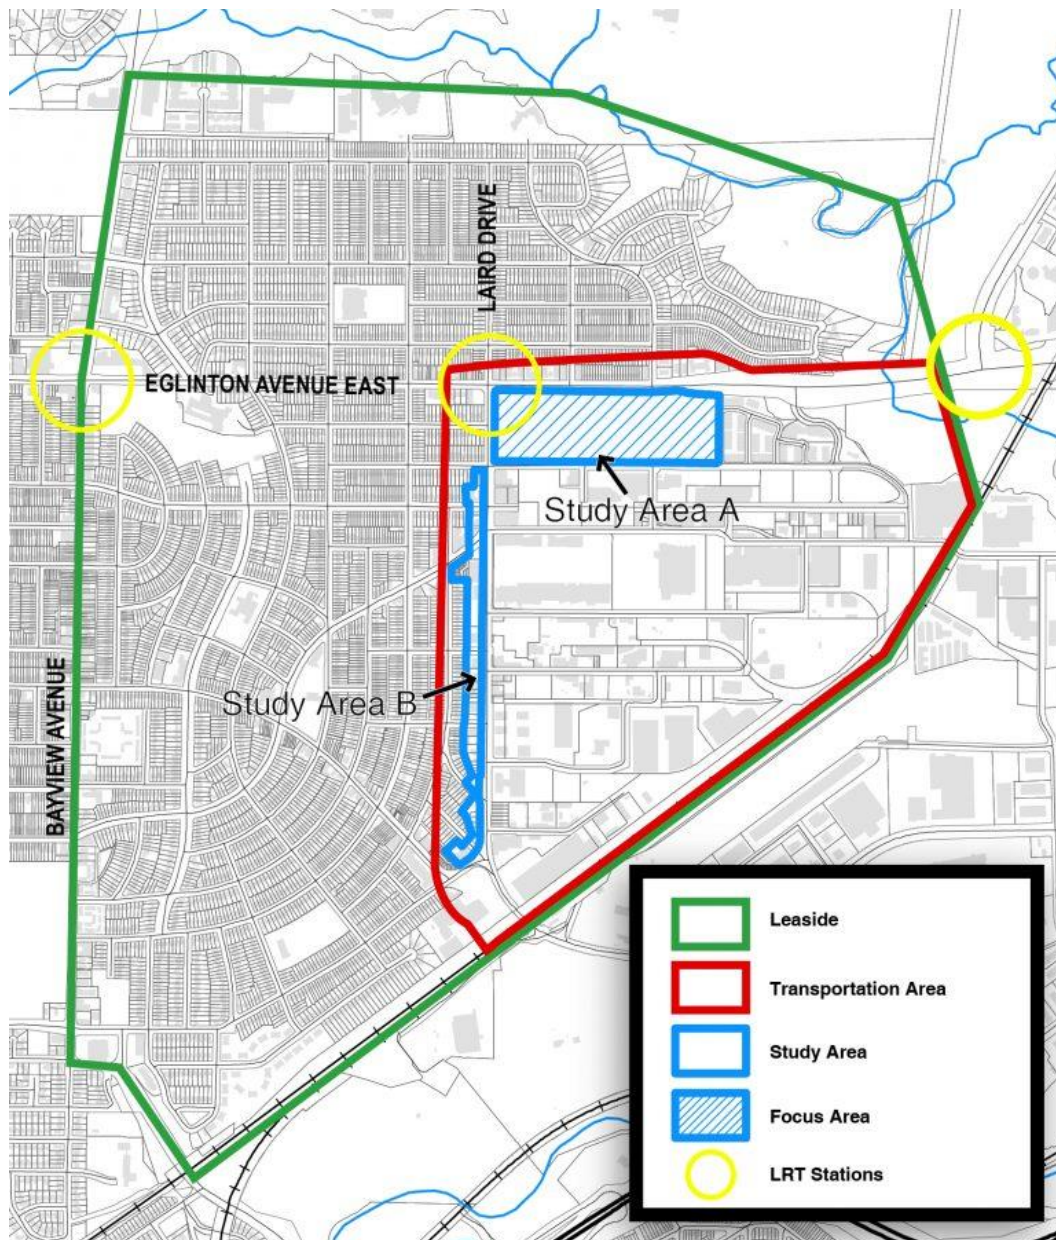 LAIRD DRIVE
EGLINTON AVENUE EAST
Study Area A
Study Area B
BAYVIEW AVENUE
Leaside
Transportation Area
Study Area
Focus Area
LRT Stations